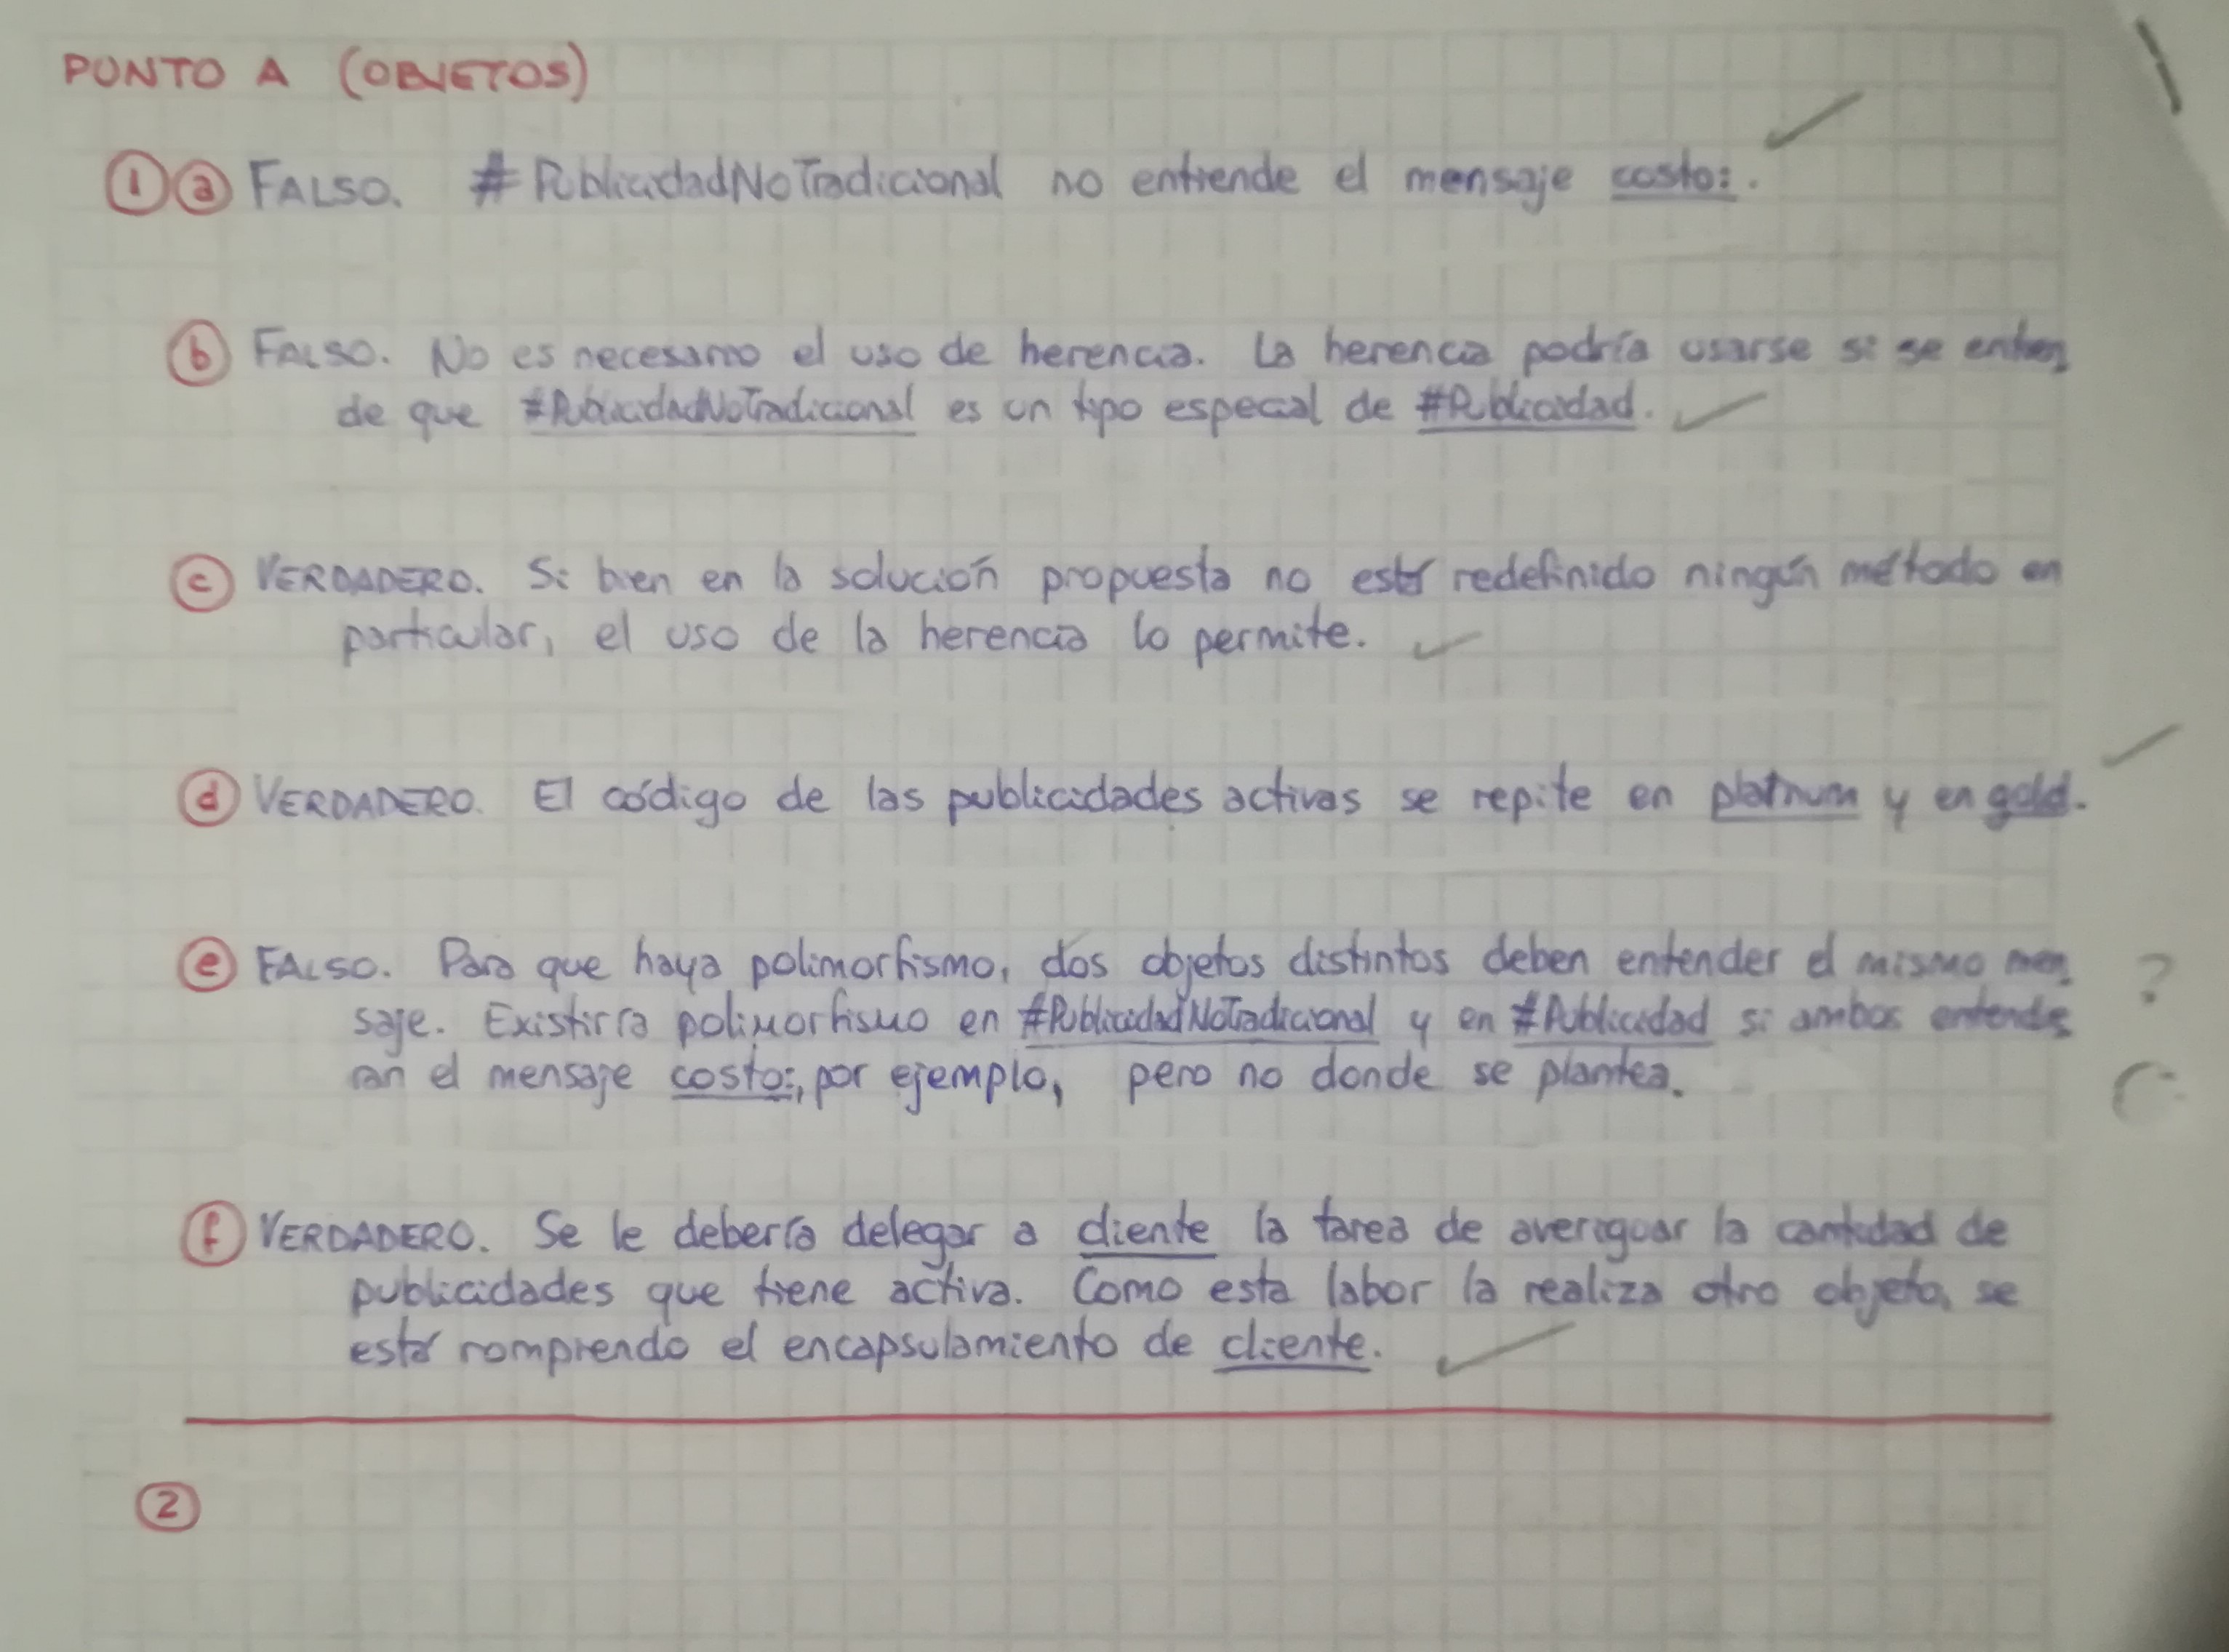 PUNTO A (OBJETOS)
1 a FALSO. #PublicidadNoTradicional no entiende el mensaje costo:.
b FALSO. No es necesario el uso de herencia. La herencia podría usarse si se entien
de que #PublicidadNoTradicional es un tipo especial de #Publicidad.
c VERDADERO. Si bien en la solución propuesta no está redefinido ningún método en
particular, el uso de la herencia lo permite.
d VERDADERO. El código de las publicidades activas se repite en platinum y en gold.
e FALSO. Para que haya polimorfismo, dos objetos distintos deben entender el mismo men
saje. Existiría polimorfismo en #PublicidadNoTradicional y en #Publicidad si ambos entendie
ran el mensaje costo:, por ejemplo, pero no donde se plantea.
?
f VERDADERO. Se le debería delegar a cliente la tarea de averiguar la cantidad de
publicidades que tiene activa. Como esta labor la realiza otro objeto, se
está rompiendo el encapsulamiento de cliente.
2